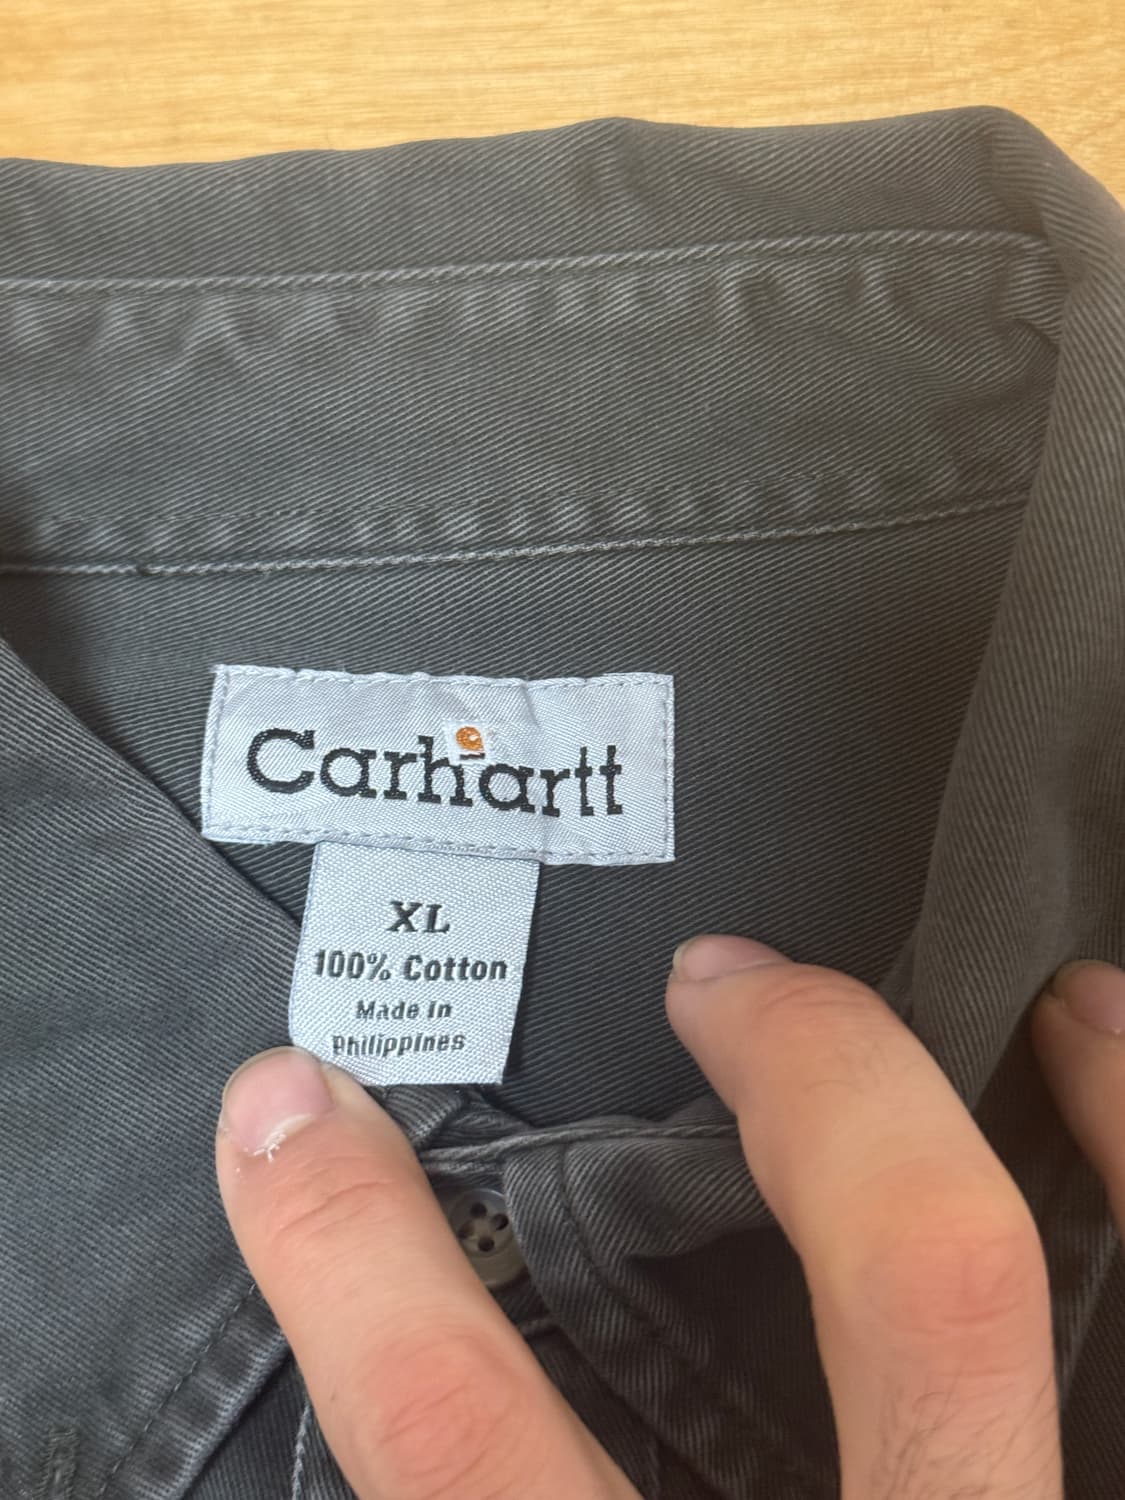 Carhartt
XL
100% Cotton
Made in
Philippines